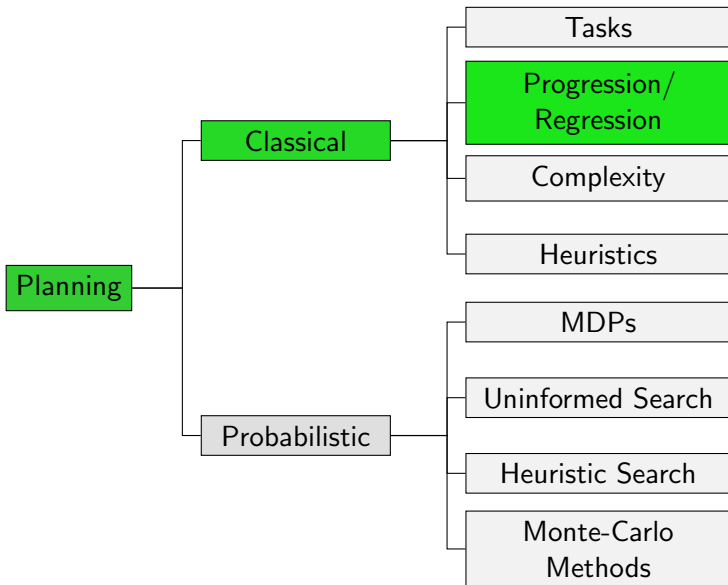 Planning
Classical
Tasks
Progression/
Regression
Complexity
Heuristics
Probabilistic
MDPs
Uninformed Search
Heuristic Search
Monte-Carlo
Methods